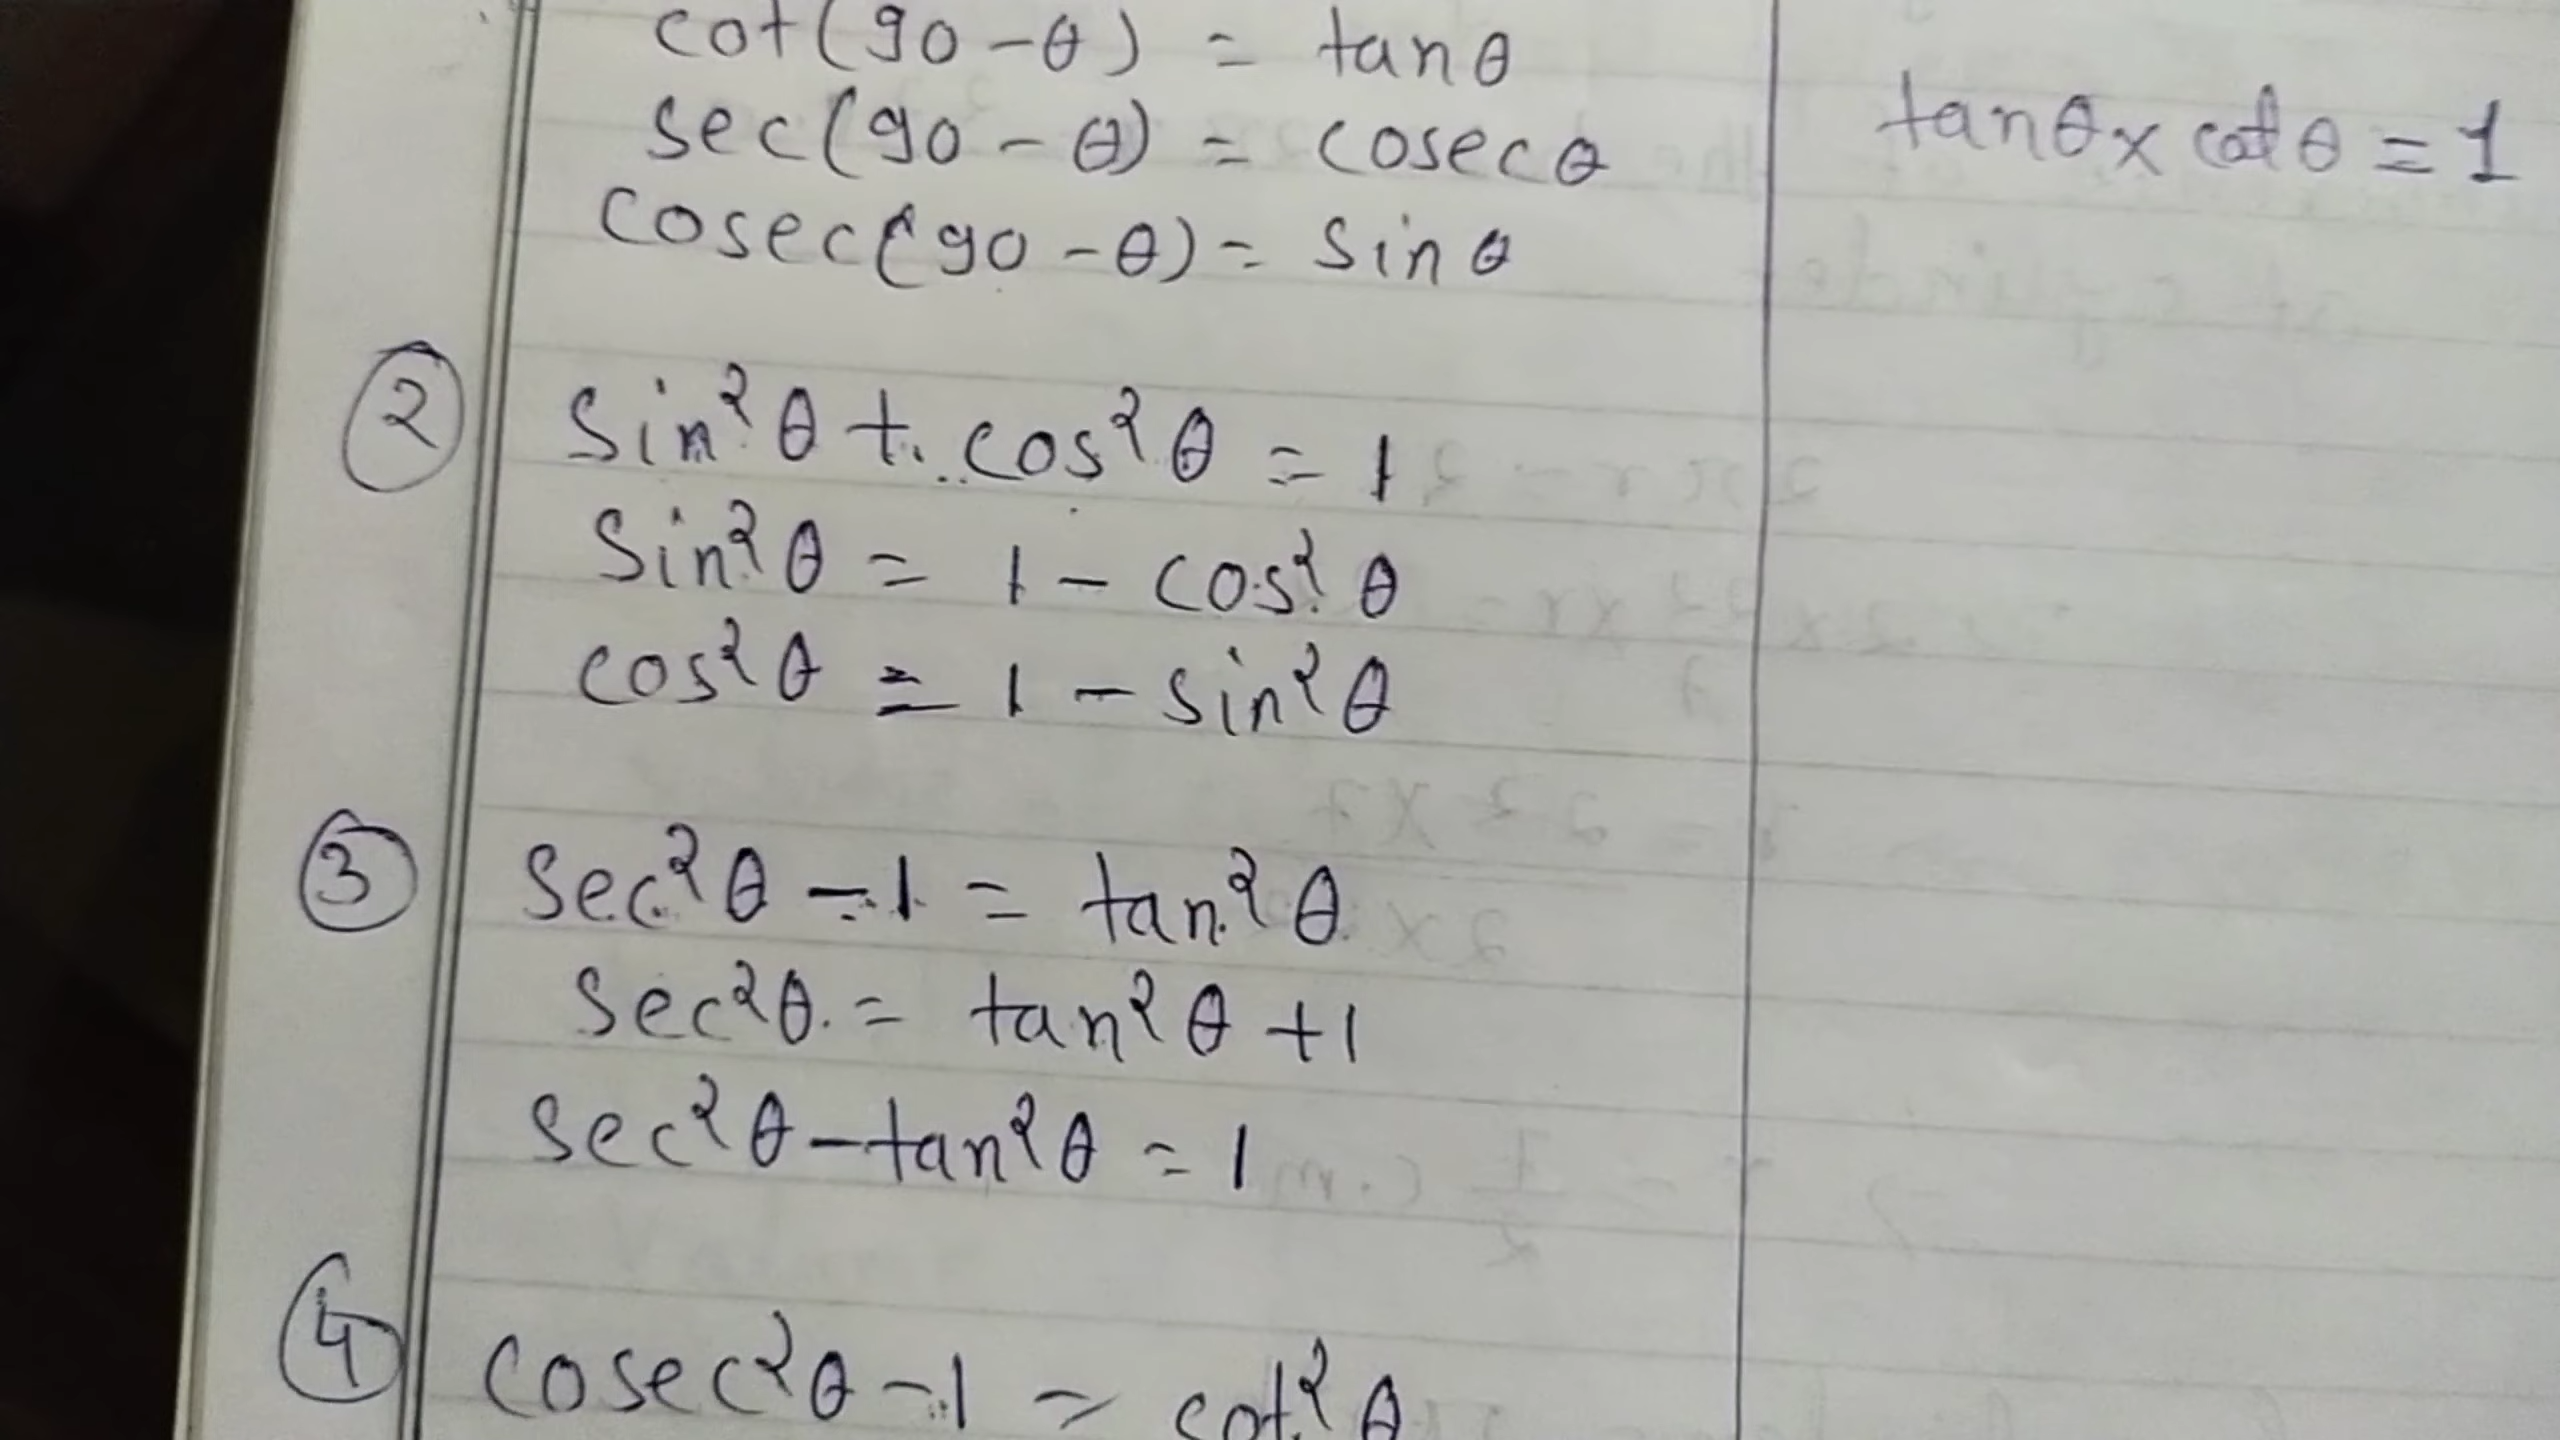 cot(90-θ) = tanθ
sec(90-θ) = cosecθ
cosec(90-θ) = sinθ
tanθ x cotθ = 1
② sin²θ + cos²θ = 1
sin²θ = 1 - cos²θ
cos²θ = 1 - sin²θ
③ sec²θ - 1 = tan²θ
sec²θ = tan²θ + 1
sec²θ - tan²θ = 1
④ cosec²θ - 1 = cot²θ